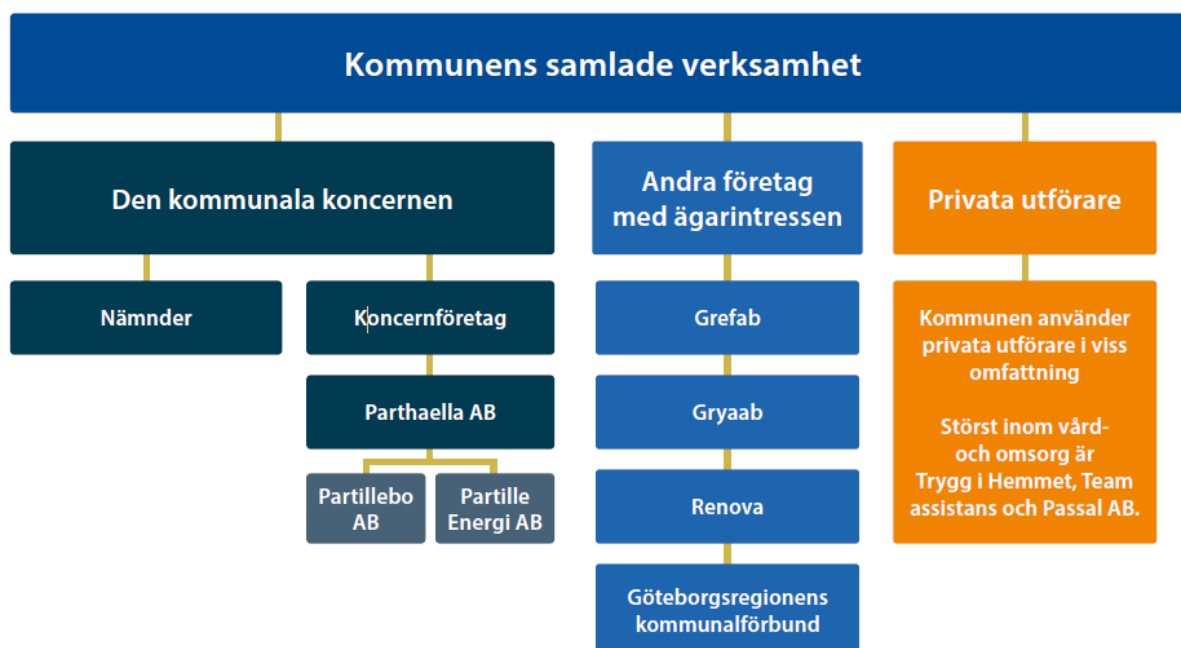 Kommunens samlade verksamhet
Den kommunala koncernen
Andra företag
med ägarintressen
Privata utförare
Nämnder
Koncernföretag
Grefab
Kommunen använder
privata utförare i viss
omfattning
Störst inom vård-
och omsorg är
Trygg i Hemmet, Team
assistans och Passal AB.
Parthaella AB
Gryaab
Partillebo
AB
Partille
Energi AB
Renova
Göteborgsregionens
kommunalförbund